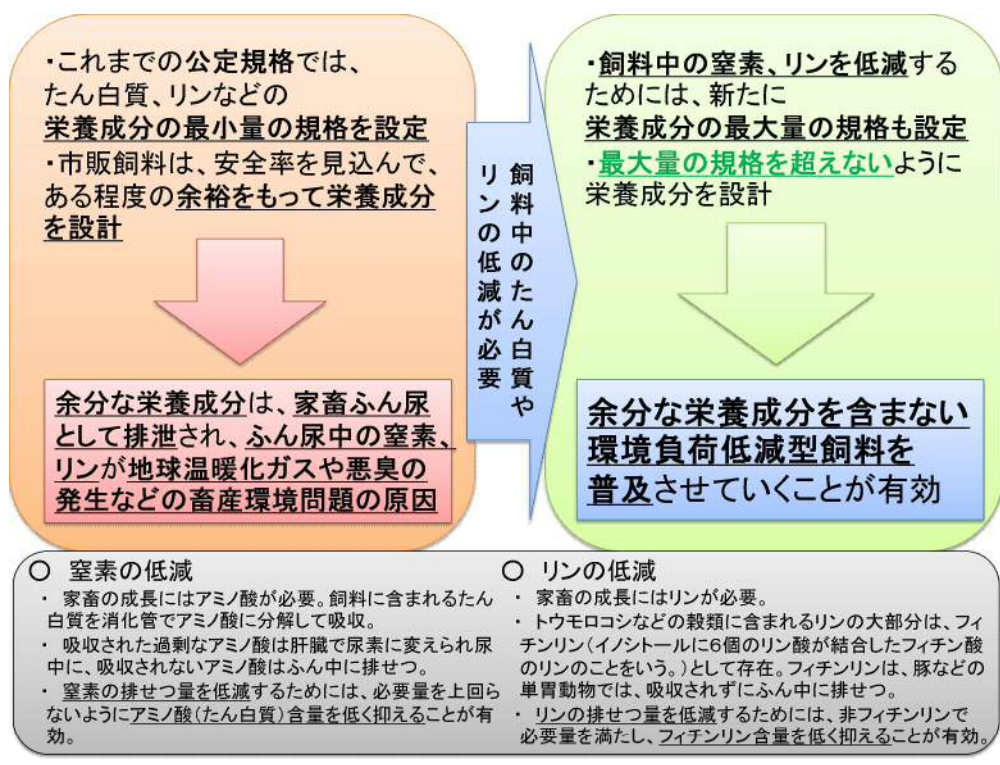 ・これまでの公定規格では、
たん白質、リンなどの
栄養成分の最小量の規格を設定
・市販飼料は、安全率を見込んで、
ある程度の余裕をもって栄養成分
を設計
余分な栄養成分は、家畜ふん尿
として排泄され、ふん尿中の窒素、
リンが地球温暖化ガスや悪臭の
発生などの畜産環境問題の原因
飼料中のたん白質や
リンの低減が必要
・飼料中の窒素、リンを低減する
ためには、新たに
栄養成分の最大量の規格も設定
・最大量の規格を超えないように
栄養成分を設計
余分な栄養成分を含まない
環境負荷低減型飼料を
普及させていくことが有効
○ 窒素の低減
・ 家畜の成長にはアミノ酸が必要。飼料に含まれるたん
白質を消化管でアミノ酸に分解して吸収。
・ 吸収された過剰なアミノ酸は肝臓で尿素に変えられ尿
中に、吸収されないアミノ酸はふん中に排せつ。
・ 窒素の排せつ量を低減するためには、必要量を上回ら
ないようにアミノ酸(たん白質)含量を低く抑えることが有
効。
○ リンの低減
・ 家畜の成長にはリンが必要。
・ トウモロコシなどの穀類に含まれるリンの大部分は、フィ
チンリン(イノシトールに6個のリン酸が結合したフィチン酸
のリンのことをいう。)として存在。フィチンリンは、豚などの
単胃動物では、吸収されずにふん中に排せつ。
・ リンの排せつ量を低減するためには、非フィチンリンで
必要量を満たし、フィチンリン含量を低く抑えることが有効。